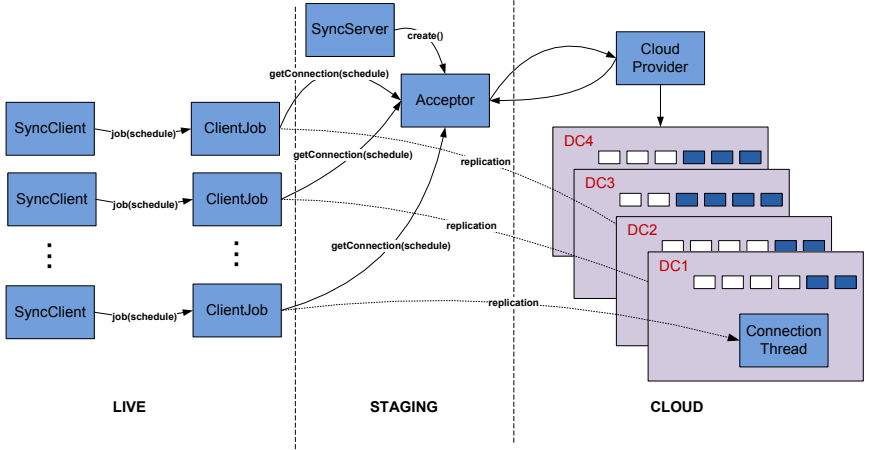 SyncServer
create()
Cloud
Provider
getConnection(schedule)
Acceptor
SyncClient
job(schedule)
ClientJob
DC4
getConnection(schedule)
replication
DC3
SyncClient
job(schedule)
ClientJob
replication
DC2
getConnection(schedule)
DC1
SyncClient
job(schedule)
ClientJob
replication
Connection
Thread
LIVE
STAGING
CLOUD